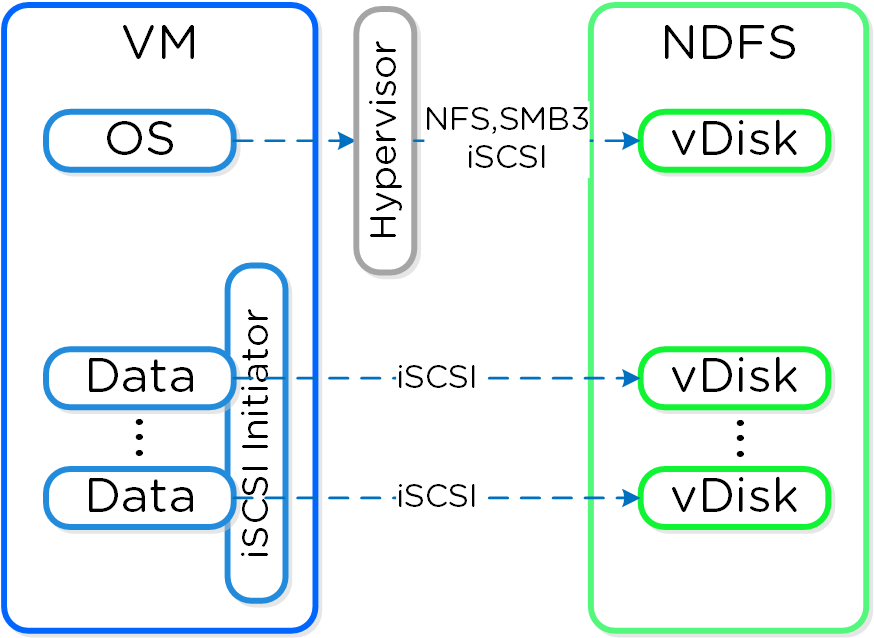 VM
NDFS
OS
Hypervisor
NFS,SMB3
iSCSI
vDisk
iSCSI Initiator
Data
iSCSI
vDisk
Data
iSCSI
vDisk